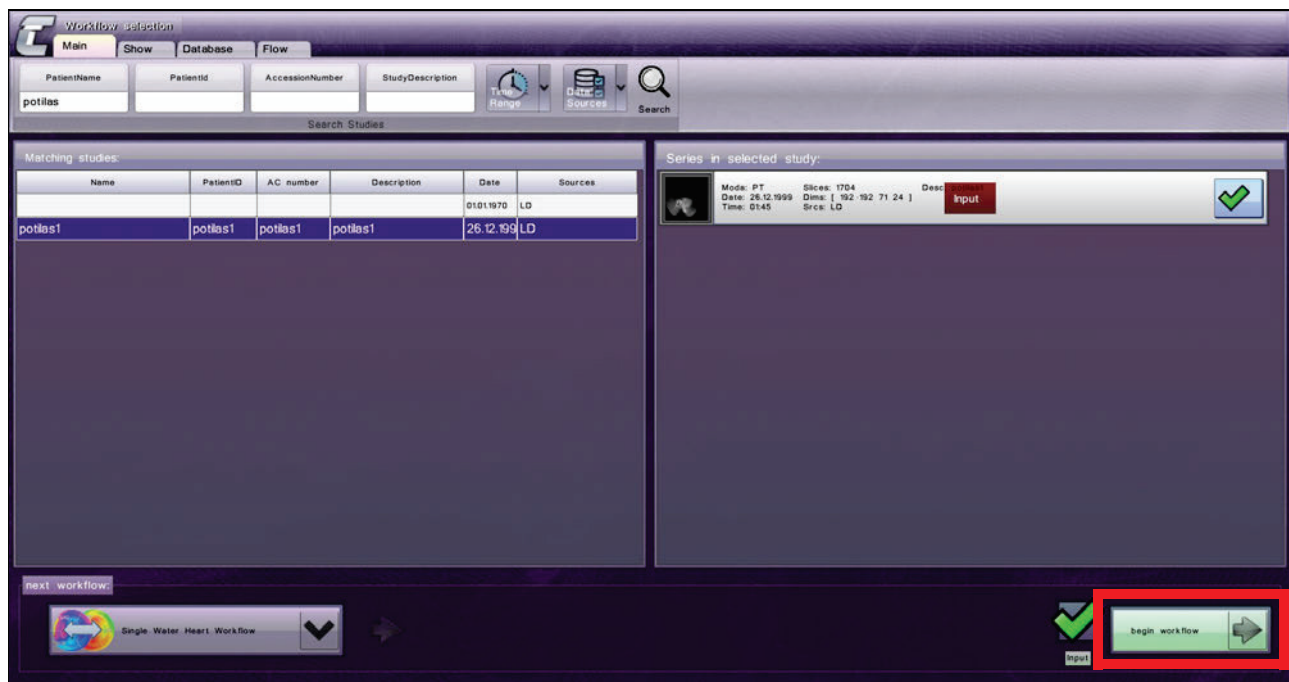 Workflow selection
Main Show Database Flow
PatientName PatientId AccessionNumber StudyDescription
potilas
Time Range
Data Sources
Search
Search Studies
Matching studies:
Name PatientID AC number Description Date Sources
01.01.1970 LD
potilas1 potilas1 potilas1 potilas1 26.12.199 LD
Series in selected study:
Mode: PT Slices: 1704 Desc:
Date: 26.12.1999 Dims: [ 192 192 71 24 ]
Time: 01:45 Srcs: LD
Input
next workflow:
Single Water Heart Workflow
Input
begin workflow